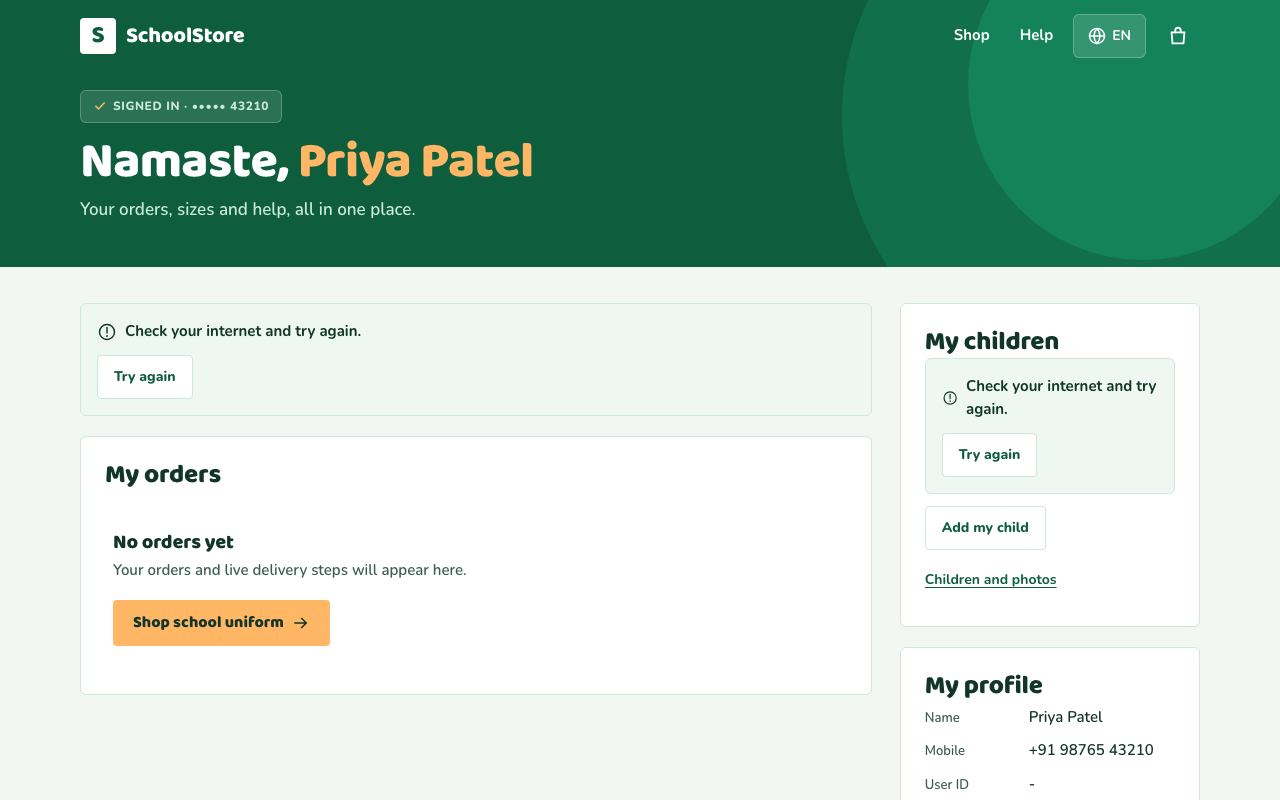 S SchoolStore
Shop Help EN
SIGNED IN · ••••• 43210
Namaste, Priya Patel
Your orders, sizes and help, all in one place.
Check your internet and try again.
Try again
My orders
No orders yet
Your orders and live delivery steps will appear here.
Shop school uniform →
My children
Check your internet and try
again.
Try again
Add my child
Children and photos
My profile
Name Priya Patel
Mobile +91 98765 43210
User ID -